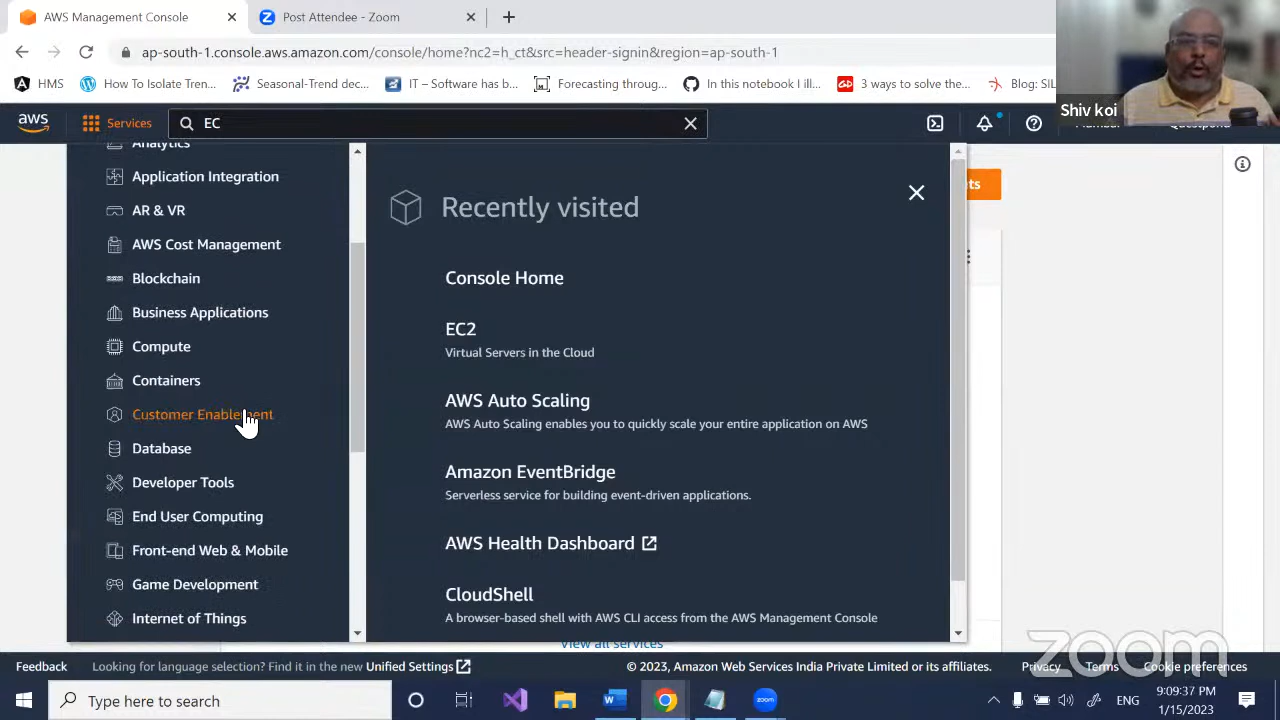 AWS Management Console
Post Attendee - Zoom
ap-south-1.console.aws.amazon.com/console/home?nc2=h_ct&src=header-signin&region=ap-south-1
HMS
How To Isolate Tren...
Seasonal-Trend dec...
IT – Software has b...
Forecasting throug...
In this notebook I ill...
3 ways to solve the...
Blog: SIL
Shiv koi
aws
Services
EC
Mumbai
Questpond
Analytics
Application Integration
AR & VR
AWS Cost Management
Blockchain
Business Applications
Compute
Containers
Customer Enablement
Database
Developer Tools
End User Computing
Front-end Web & Mobile
Game Development
Internet of Things
Recently visited
Console Home
EC2
Virtual Servers in the Cloud
AWS Auto Scaling
AWS Auto Scaling enables you to quickly scale your entire application on AWS
Amazon EventBridge
Serverless service for building event-driven applications.
AWS Health Dashboard
CloudShell
A browser-based shell with AWS CLI access from the AWS Management Console
ts
View all services
zoom
Feedback
Looking for language selection? Find it in the new Unified Settings
© 2023, Amazon Web Services India Private Limited or its affiliates.
Privacy
Terms
Cookie preferences
Type here to search
ENG
9:09:37 PM
1/15/2023